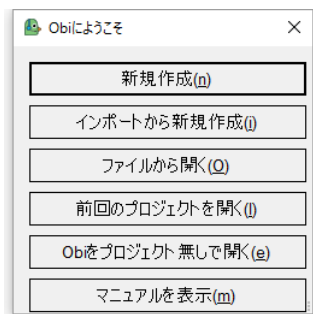 Obiにようこそ
新規作成(n)
インポートから新規作成(i)
ファイルから開く(O)
前回のプロジェクトを開く(l)
Obiをプロジェクト無しで開く(e)
マニュアルを表示(m)